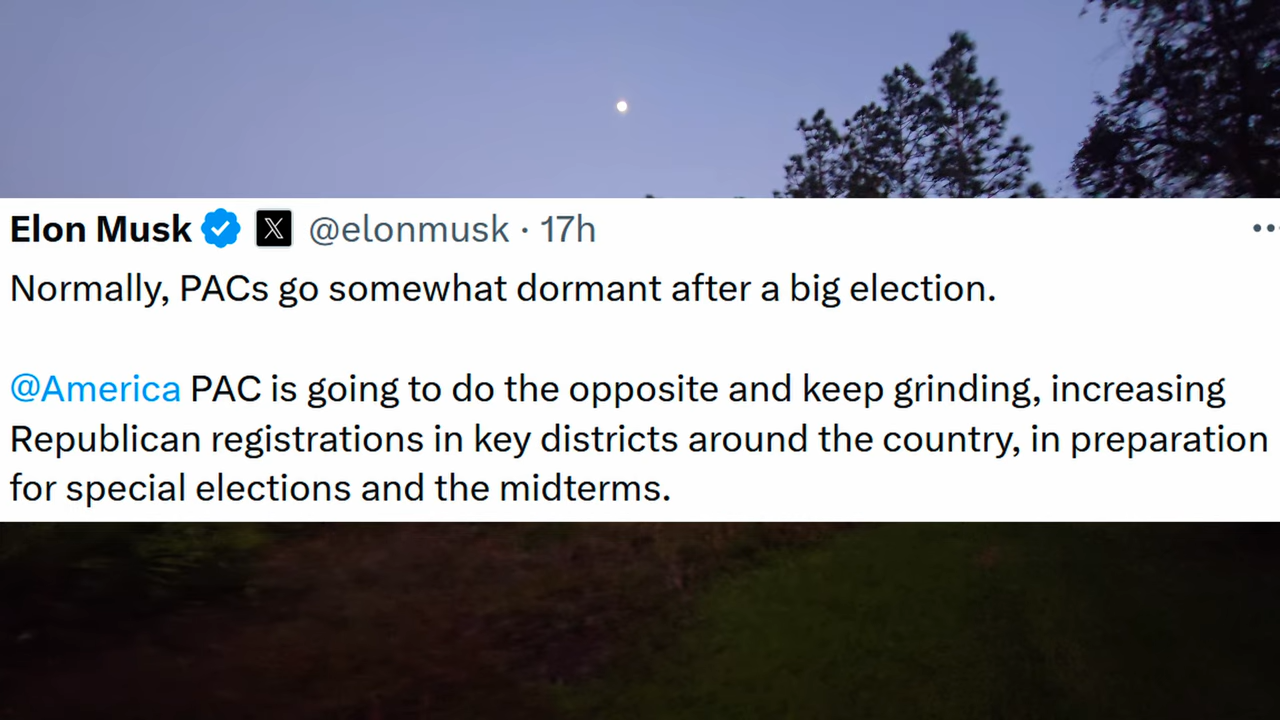 Elon Musk @elonmusk · 17h
Normally, PACs go somewhat dormant after a big election.
@America PAC is going to do the opposite and keep grinding, increasing
Republican registrations in key districts around the country, in preparation
for special elections and the midterms.